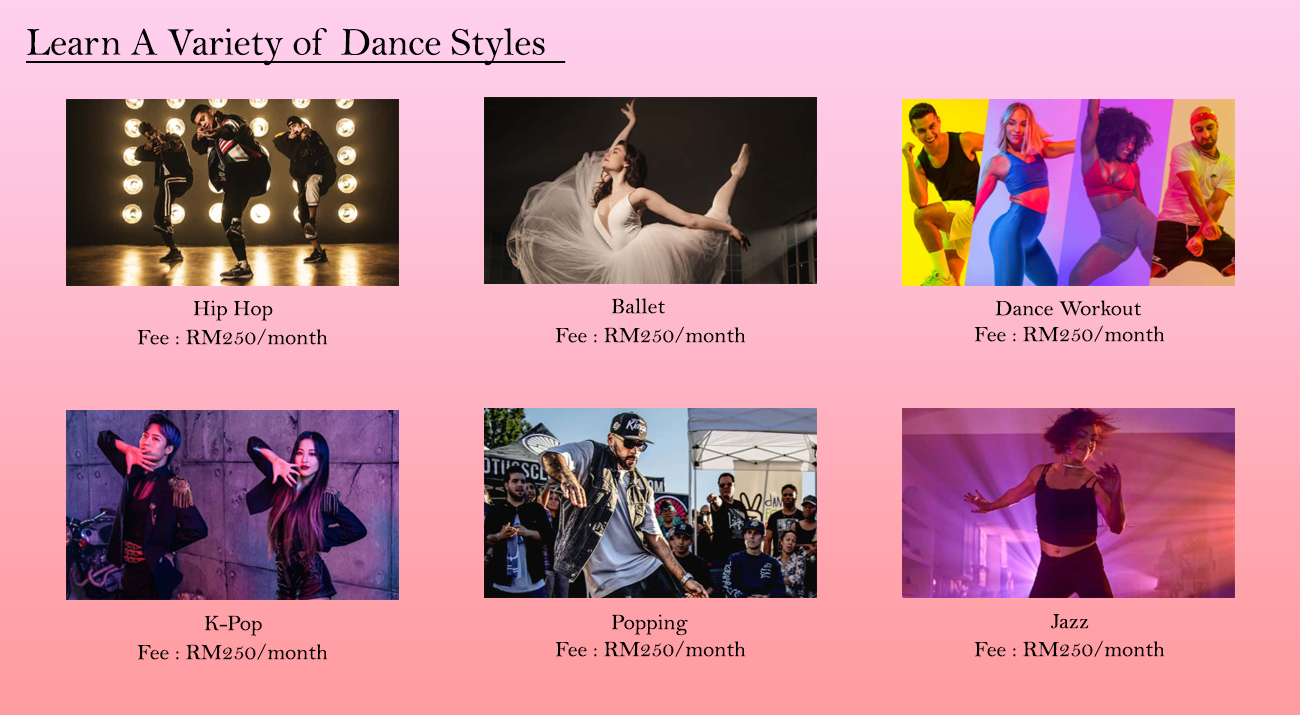 Learn A Variety of Dance Styles
Hip Hop
Fee : RM250/month
Ballet
Fee : RM250/month
Dance Workout
Fee : RM250/month
K-Pop
Fee : RM250/month
Popping
Fee : RM250/month
Jazz
Fee : RM250/month